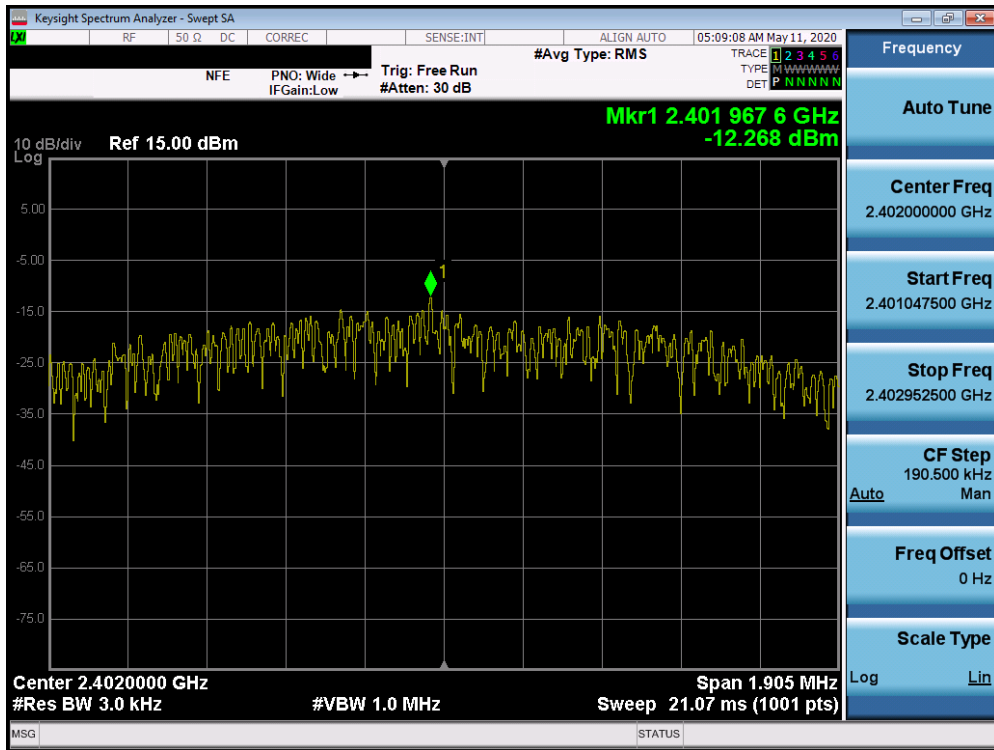 LXI Keysight Spectrum Analyzer - Swept SA
RF 50 Ω DC CORREC SENSE:INT ALIGN AUTO 05:09:08 AM May 11, 2020
NFE PNO: Wide Trig: Free Run #Avg Type: RMS TRACE 1 2 3 4 5 6
IFGain:Low #Atten: 30 dB TYPE M W W W W W
DET P N N N N N
Mkr1 2.401 967 6 GHz
-12.268 dBm
10 dB/div Ref 15.00 dBm
Log
5.00
-5.00
1
-15.0
-25.0
-35.0
-45.0
-55.0
-65.0
-75.0
Center 2.4020000 GHz Span 1.905 MHz
#Res BW 3.0 kHz #VBW 1.0 MHz Sweep 21.07 ms (1001 pts)
MSG STATUS
Frequency
Auto Tune
Center Freq
2.402000000 GHz
Start Freq
2.401047500 GHz
Stop Freq
2.402952500 GHz
CF Step
190.500 kHz
Auto Man
Freq Offset
0 Hz
Scale Type
Log Lin